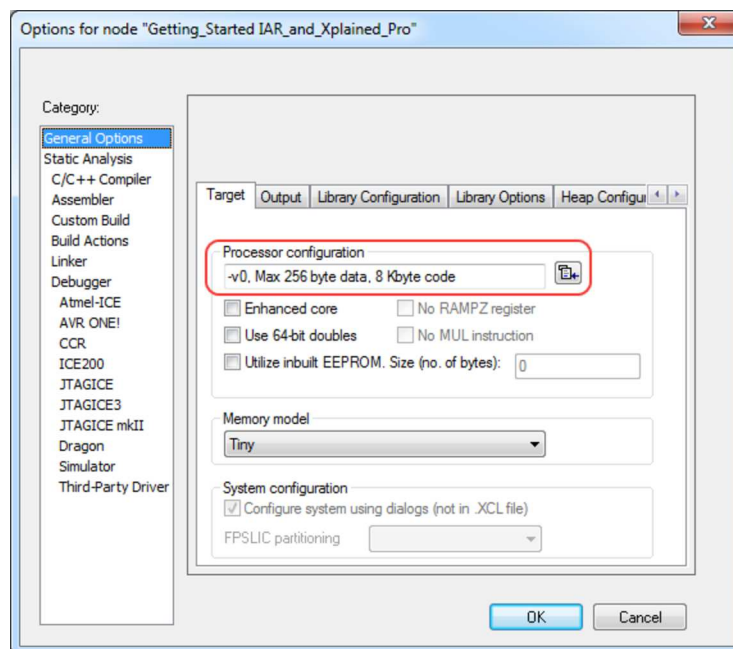 Options for node "Getting_Started IAR_and_Xplained_Pro"
Category:
General Options
Static Analysis
C/C++ Compiler
Assembler
Custom Build
Build Actions
Linker
Debugger
Atmel-ICE
AVR ONE!
CCR
ICE200
JTAGICE
JTAGICE3
JTAGICE mkII
Dragon
Simulator
Third-Party Driver
Target Output Library Configuration Library Options Heap Configur
Processor configuration
-v0, Max 256 byte data, 8 Kbyte code
Enhanced core No RAMPZ register
Use 64-bit doubles No MUL instruction
Utilize inbuilt EEPROM. Size (no. of bytes): 0
Memory model
Tiny
System configuration
Configure system using dialogs (not in .XCL file)
FPSLIC partitioning
OK Cancel